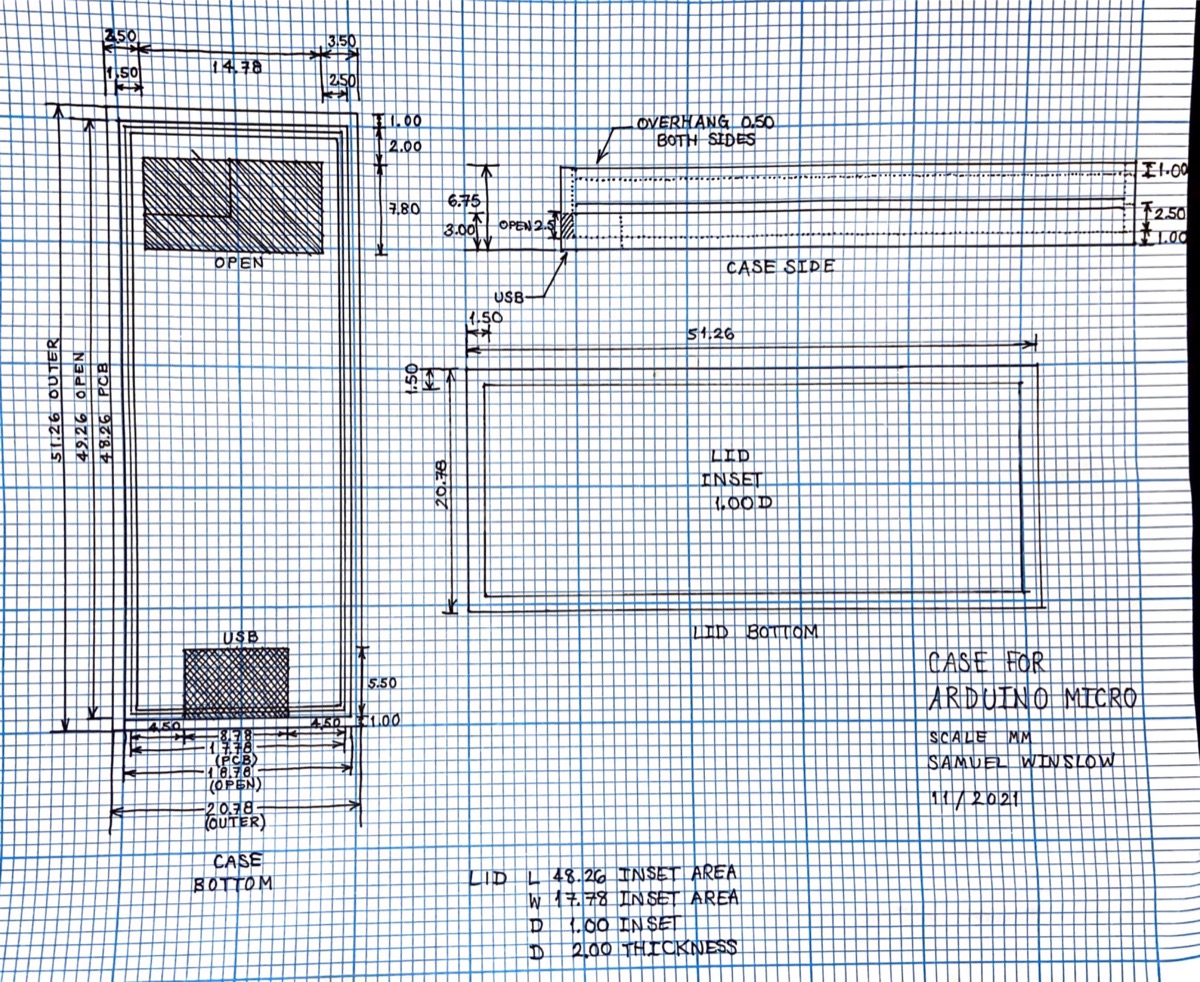 2.50
3.50
14.78
1.50
2.50
1.00
2.00
7.80
OPEN
51.26 OUTER
49.26 OPEN
48.26 PCB
USB
5.50
1.00
4.50
4.50
8.78
17.78
(PCB)
18.78
(OPEN)
20.78
(OUTER)
CASE
BOTTOM
OVERHANG 0.50
BOTH SIDES
1.00
6.75
3.00
OPEN 2.5
2.50
1.00
CASE SIDE
USB
1.50
51.26
1.50
20.78
LID
INSET
1.00 D
LID BOTTOM
CASE FOR
ARDUINO MICRO
SCALE MM
SAMUEL WINSLOW
11/2021
LID L 48.26 INSET AREA
W 17.78 INSET AREA
D 1.00 INSET
D 2.00 THICKNESS